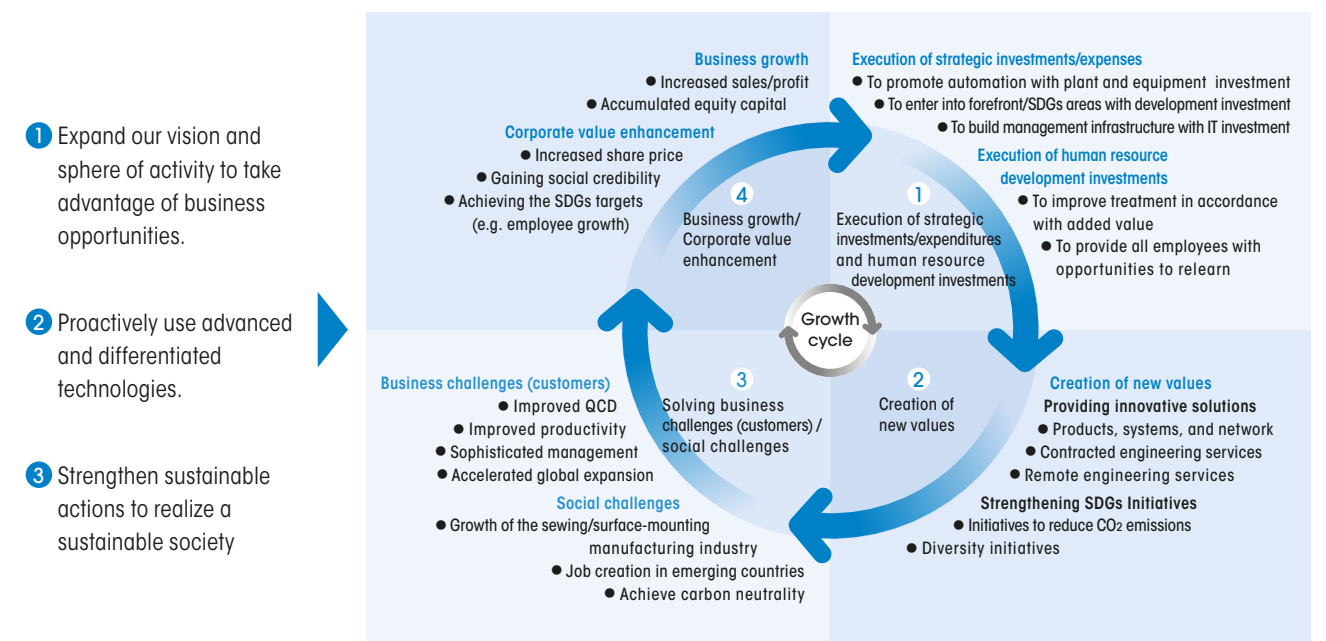 1 Expand our vision and
sphere of activity to take
advantage of business
opportunities.
2 Proactively use advanced
and differentiated
technologies.
3 Strengthen sustainable
actions to realize a
sustainable society
Business growth
● Increased sales/profit
● Accumulated equity capital
Corporate value enhancement
● Increased share price
● Gaining social credibility
● Achieving the SDGs targets
(e.g. employee growth)
4
Business growth/
Corporate value
enhancement
Execution of strategic investments/expenses
● To promote automation with plant and equipment investment
● To enter into forefront/SDGs areas with development investment
● To build management infrastructure with IT investment
Execution of human resource
development investments
● To improve treatment in accordance
with added value
● To provide all employees with
opportunities to relearn
1
Execution of strategic
investments/expenditures
and human resource
development investments
Growth
cycle
Business challenges (customers)
● Improved QCD
● Improved productivity
● Sophisticated management
● Accelerated global expansion
Social challenges
● Growth of the sewing/surface-mounting
manufacturing industry
● Job creation in emerging countries
● Achieve carbon neutrality
3
Solving business
challenges (customers) /
social challenges
2
Creation of
new values
Creation of new values
Providing innovative solutions
● Products, systems, and network
● Contracted engineering services
● Remote engineering services
Strengthening SDGs Initiatives
● Initiatives to reduce CO2 emissions
● Diversity initiatives